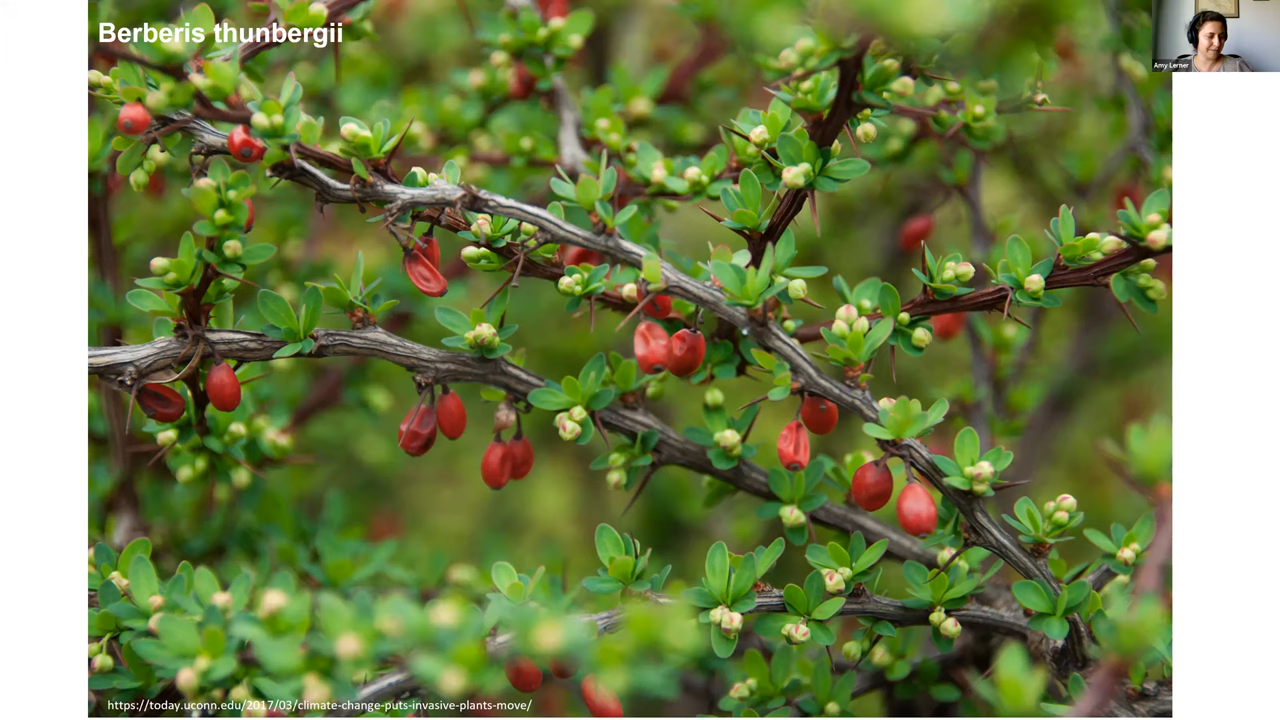 Berberis thunbergii
Amy Lerner
https://today.uconn.edu/2017/03/climate-change-puts-invasive-plants-move/